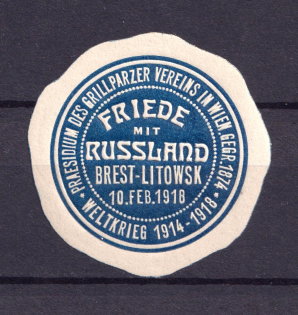 PRAESIDIUM DES GRILLPARZER VEREINS IN WIEN, GEGR. 1874
FRIEDE
MIT
RUSSLAND
BREST-LITOWSK
10.FEB.1918
* WELTKRIEG 1914-1918 *